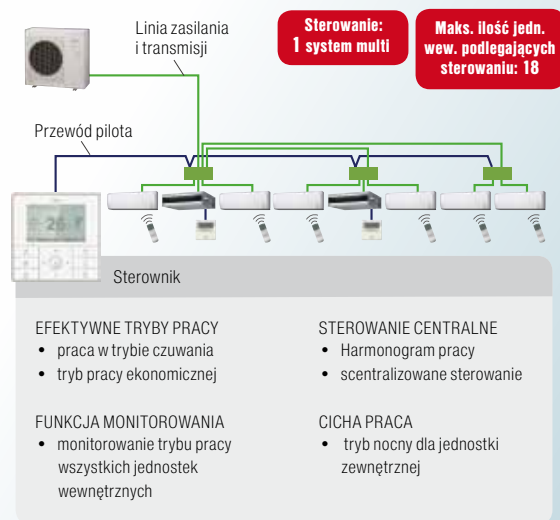 Linia zasilania
i transmisji
Sterowanie:
1 system multi
Maks. ilość jedn.
wew. podlegających
sterowaniu: 18
Przewód pilota
Sterownik
EFEKTYWNE TRYBY PRACY
• praca w trybie czuwania
• tryb pracy ekonomicznej
FUNKCJA MONITOROWANIA
• monitorowanie trybu pracy
wszystkich jednostek
wewnętrznych
STEROWANIE CENTRALNE
• Harmonogram pracy
• scentralizowane sterowanie
CICHA PRACA
• tryb nocny dla jednostki
zewnętrznej